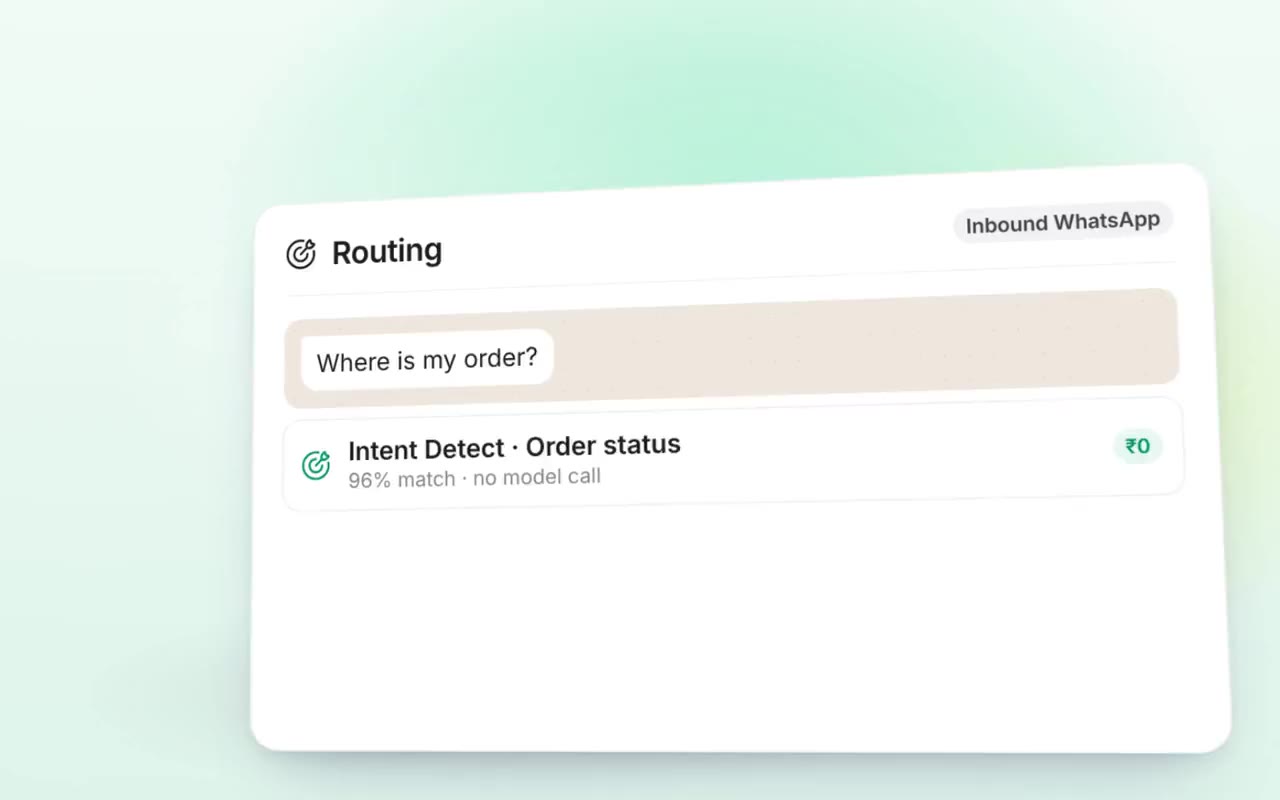 Routing
Inbound WhatsApp
Where is my order?
Intent Detect · Order status
96% match · no model call
₹0